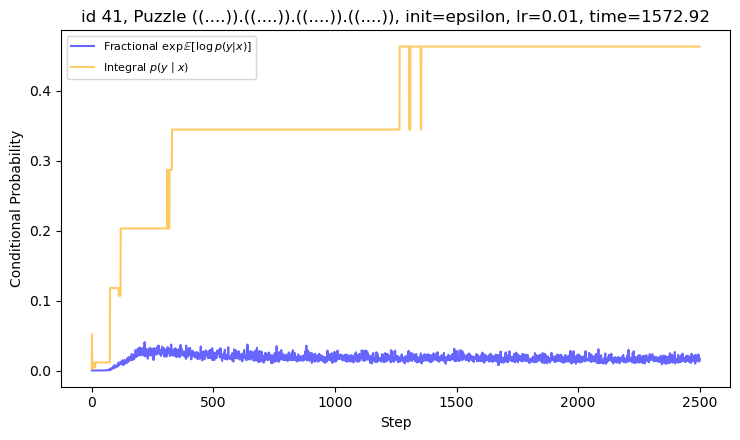 id 41, Puzzle ((....)).((....)).((....)).((....)), init=epsilon, lr=0.01, time=1572.92
Fractional exp𝔼[log p(y|x)]
Integral p(y | x)
Conditional Probability
0.4
0.3
0.2
0.1
0.0
0 500 1000 1500 2000 2500
Step